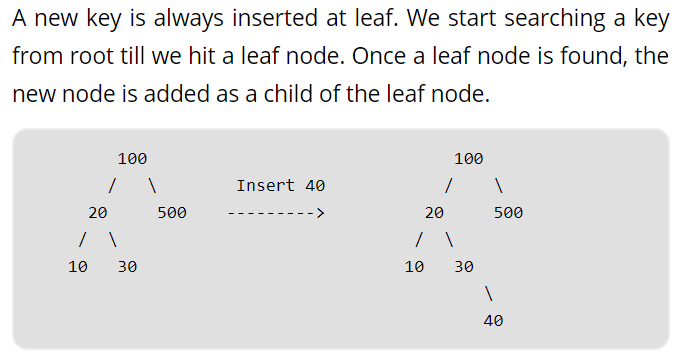 A new key is always inserted at leaf. We start searching a key
from root till we hit a leaf node. Once a leaf node is found, the
new node is added as a child of the leaf node.
100 100
/ \ Insert 40 / \
20 500 ---------> 20 500
/ \ / \
10 30 10 30
\
40